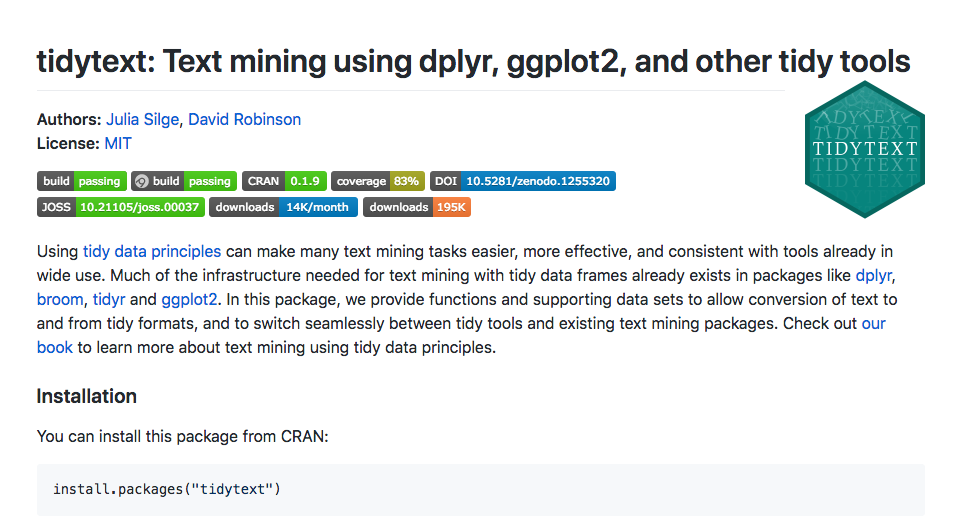 tidytext: Text mining using dplyr, ggplot2, and other tidy tools
Authors: Julia Silge, David Robinson
License: MIT
TIDYTEXT
TIDYTEXT
TIDYTEXT
TIDYTEXT
build passing build passing CRAN 0.1.9 coverage 83% DOI 10.5281/zenodo.1255320
JOSS 10.21105/joss.00037 downloads 14K/month downloads 195K
Using tidy data principles can make many text mining tasks easier, more effective, and consistent with tools already in
wide use. Much of the infrastructure needed for text mining with tidy data frames already exists in packages like dplyr,
broom, tidyr and ggplot2. In this package, we provide functions and supporting data sets to allow conversion of text to
and from tidy formats, and to switch seamlessly between tidy tools and existing text mining packages. Check out our
book to learn more about text mining using tidy data principles.
Installation
You can install this package from CRAN:
install.packages("tidytext")